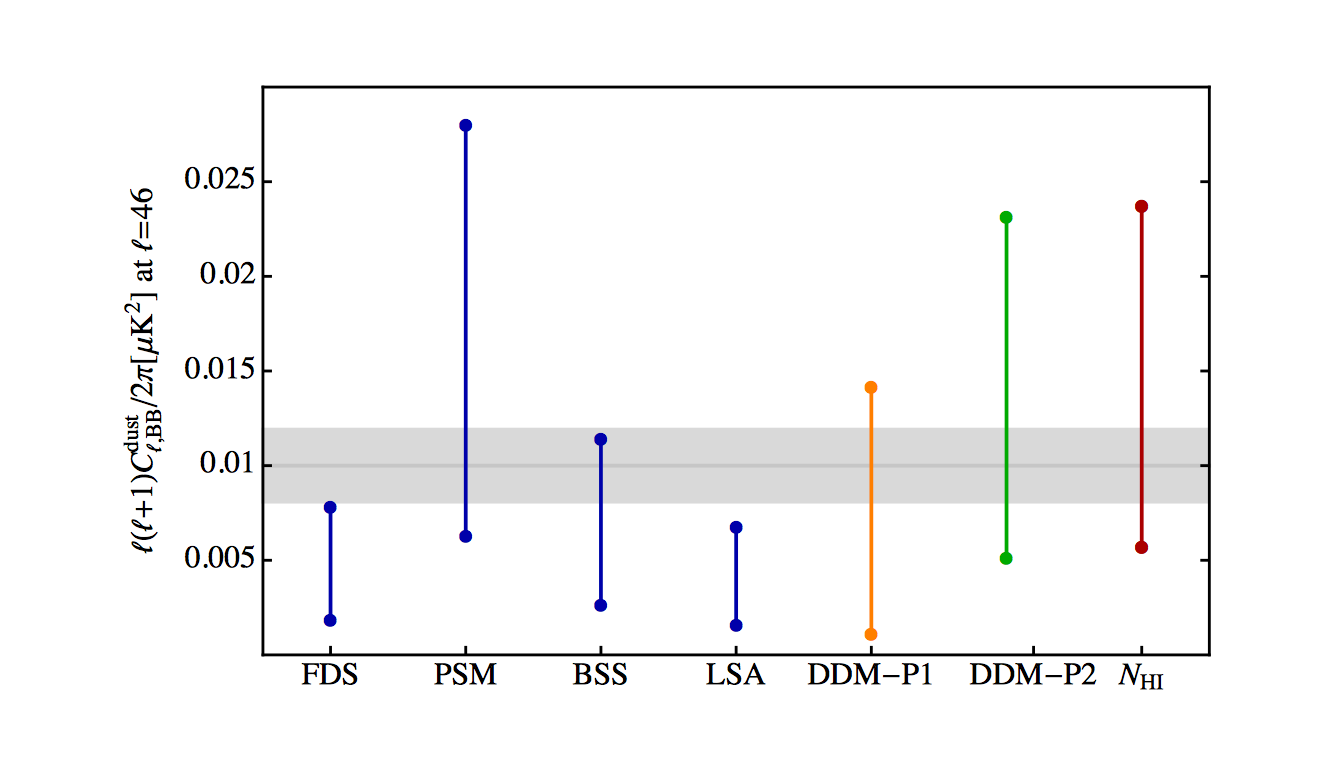 ℓ(ℓ+1)C^dust_ℓ,BB/2π[μK²] at ℓ=46
0.025
0.02
0.015
0.01
0.005
FDS PSM BSS LSA DDM−P1 DDM−P2 N_HI